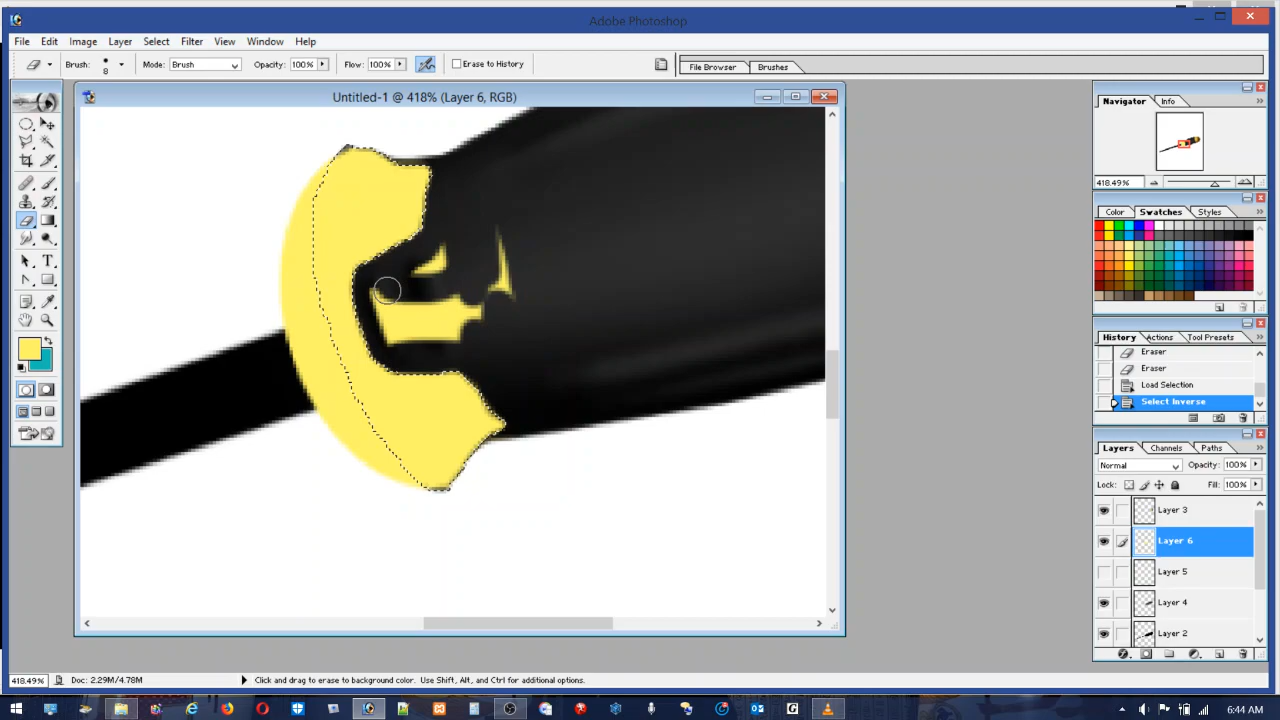 Adobe Photoshop
File Edit Image Layer Select Filter View Window Help
Brush: 8 Mode: Brush Opacity: 100% Flow: 100% Erase to History File Browser Brushes
Untitled-1 @ 418% (Layer 6, RGB)
Navigator Info
418.49%
Color Swatches Styles
History Actions Tool Presets
Eraser
Eraser
Load Selection
Select Inverse
Layers Channels Paths
Normal Opacity: 100%
Lock: Fill: 100%
Layer 3
Layer 6
Layer 5
Layer 4
Layer 2
418.49% Doc: 2.29M/4.78M Click and drag to erase to background color. Use Shift, Alt, and Ctrl for additional options.
6:44 AM